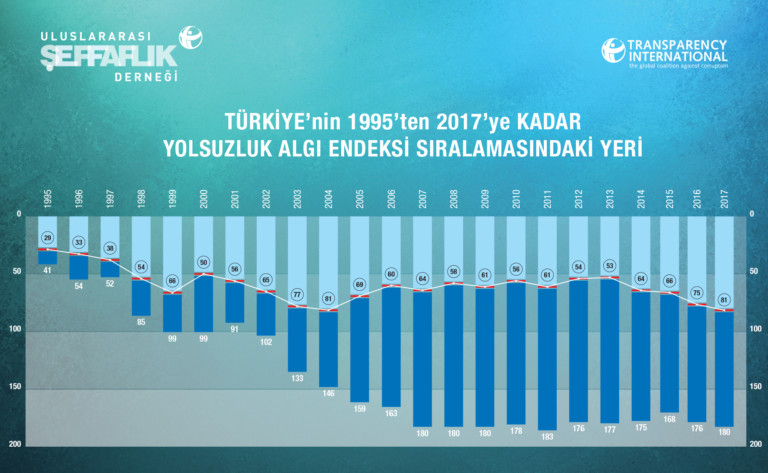 ULUSLARARASI
ŞEFFAFLIK
DERNEĞİ
TRANSPARENCY
INTERNATIONAL
the global coalition against corruption
TÜRKİYE'nin 1995'ten 2017'ye KADAR
YOLSUZLUK ALGI ENDEKSİ SIRALAMASINDAKİ YERİ
1995 1996 1997 1998 1999 2000 2001 2002 2003 2004 2005 2006 2007 2008 2009 2010 2011 2012 2013 2014 2015 2016 2017
0 0
29 33 38 54 66 50 56 65 77 81 69 60 64 58 61 56 61 54 53 64 66 75 81
50 50
41 54 52 85 99 99 91 102 133 146 159 163 180 180 180 178 183 176 177 175 168 176 180
100 100
150 150
200 200